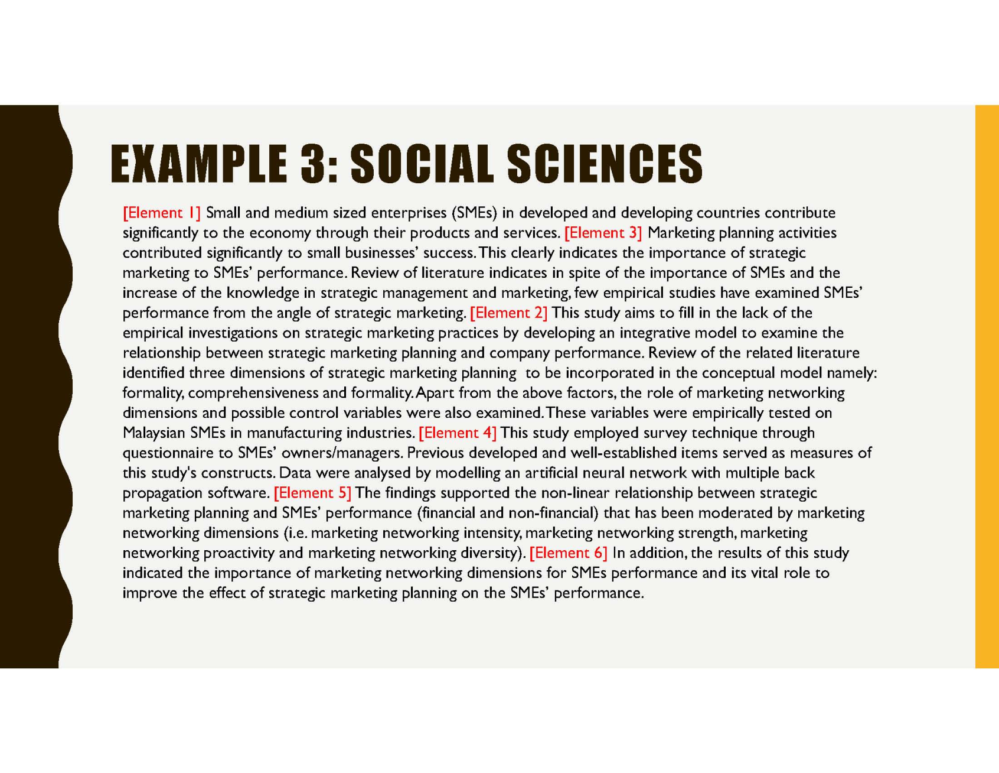 EXAMPLE 3: SOCIAL SCIENCES
[Element 1] Small and medium sized enterprises (SMEs) in developed and developing countries contribute
significantly to the economy through their products and services. [Element 3] Marketing planning activities
contributed significantly to small businesses’ success. This clearly indicates the importance of strategic
marketing to SMEs’ performance. Review of literature indicates in spite of the importance of SMEs and the
increase of the knowledge in strategic management and marketing, few empirical studies have examined SMEs’
performance from the angle of strategic marketing. [Element 2] This study aims to fill in the lack of the
empirical investigations on strategic marketing practices by developing an integrative model to examine the
relationship between strategic marketing planning and company performance. Review of the related literature
identified three dimensions of strategic marketing planning to be incorporated in the conceptual model namely:
formality, comprehensiveness and formality. Apart from the above factors, the role of marketing networking
dimensions and possible control variables were also examined. These variables were empirically tested on
Malaysian SMEs in manufacturing industries. [Element 4] This study employed survey technique through
questionnaire to SMEs’ owners/managers. Previous developed and well-established items served as measures of
this study's constructs. Data were analysed by modelling an artificial neural network with multiple back
propagation software. [Element 5] The findings supported the non-linear relationship between strategic
marketing planning and SMEs’ performance (financial and non-financial) that has been moderated by marketing
networking dimensions (i.e. marketing networking intensity, marketing networking strength, marketing
networking proactivity and marketing networking diversity). [Element 6] In addition, the results of this study
indicated the importance of marketing networking dimensions for SMEs performance and its vital role to
improve the effect of strategic marketing planning on the SMEs’ performance.